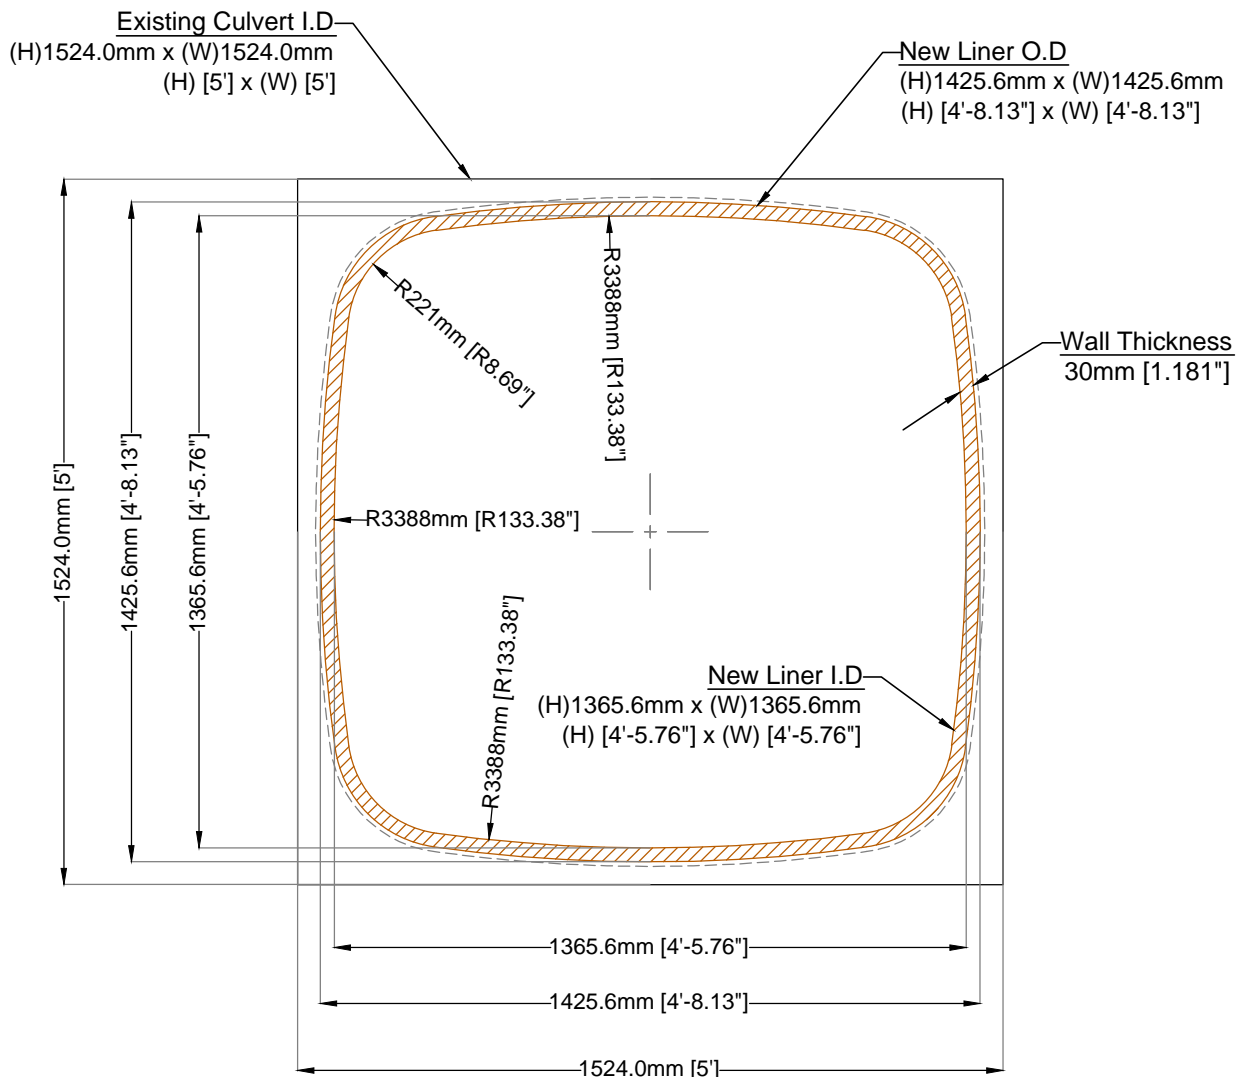 Existing Culvert I.D
(H)1524.0mm x (W)1524.0mm
(H) [5'] x (W) [5']
New Liner O.D
(H)1425.6mm x (W)1425.6mm
(H) [4'-8.13"] x (W) [4'-8.13"]
Wall Thickness
30mm [1.181"]
R221mm [R8.69"]
R3388mm [R133.38"]
1524.0mm [5']
1425.6mm [4'-8.13"]
1365.6mm [4'-5.76"]
R3388mm [R133.38"]
R3388mm [R133.38"]
New Liner I.D
(H)1365.6mm x (W)1365.6mm
(H) [4'-5.76"] x (W) [4'-5.76"]
1365.6mm [4'-5.76"]
1425.6mm [4'-8.13"]
1524.0mm [5']